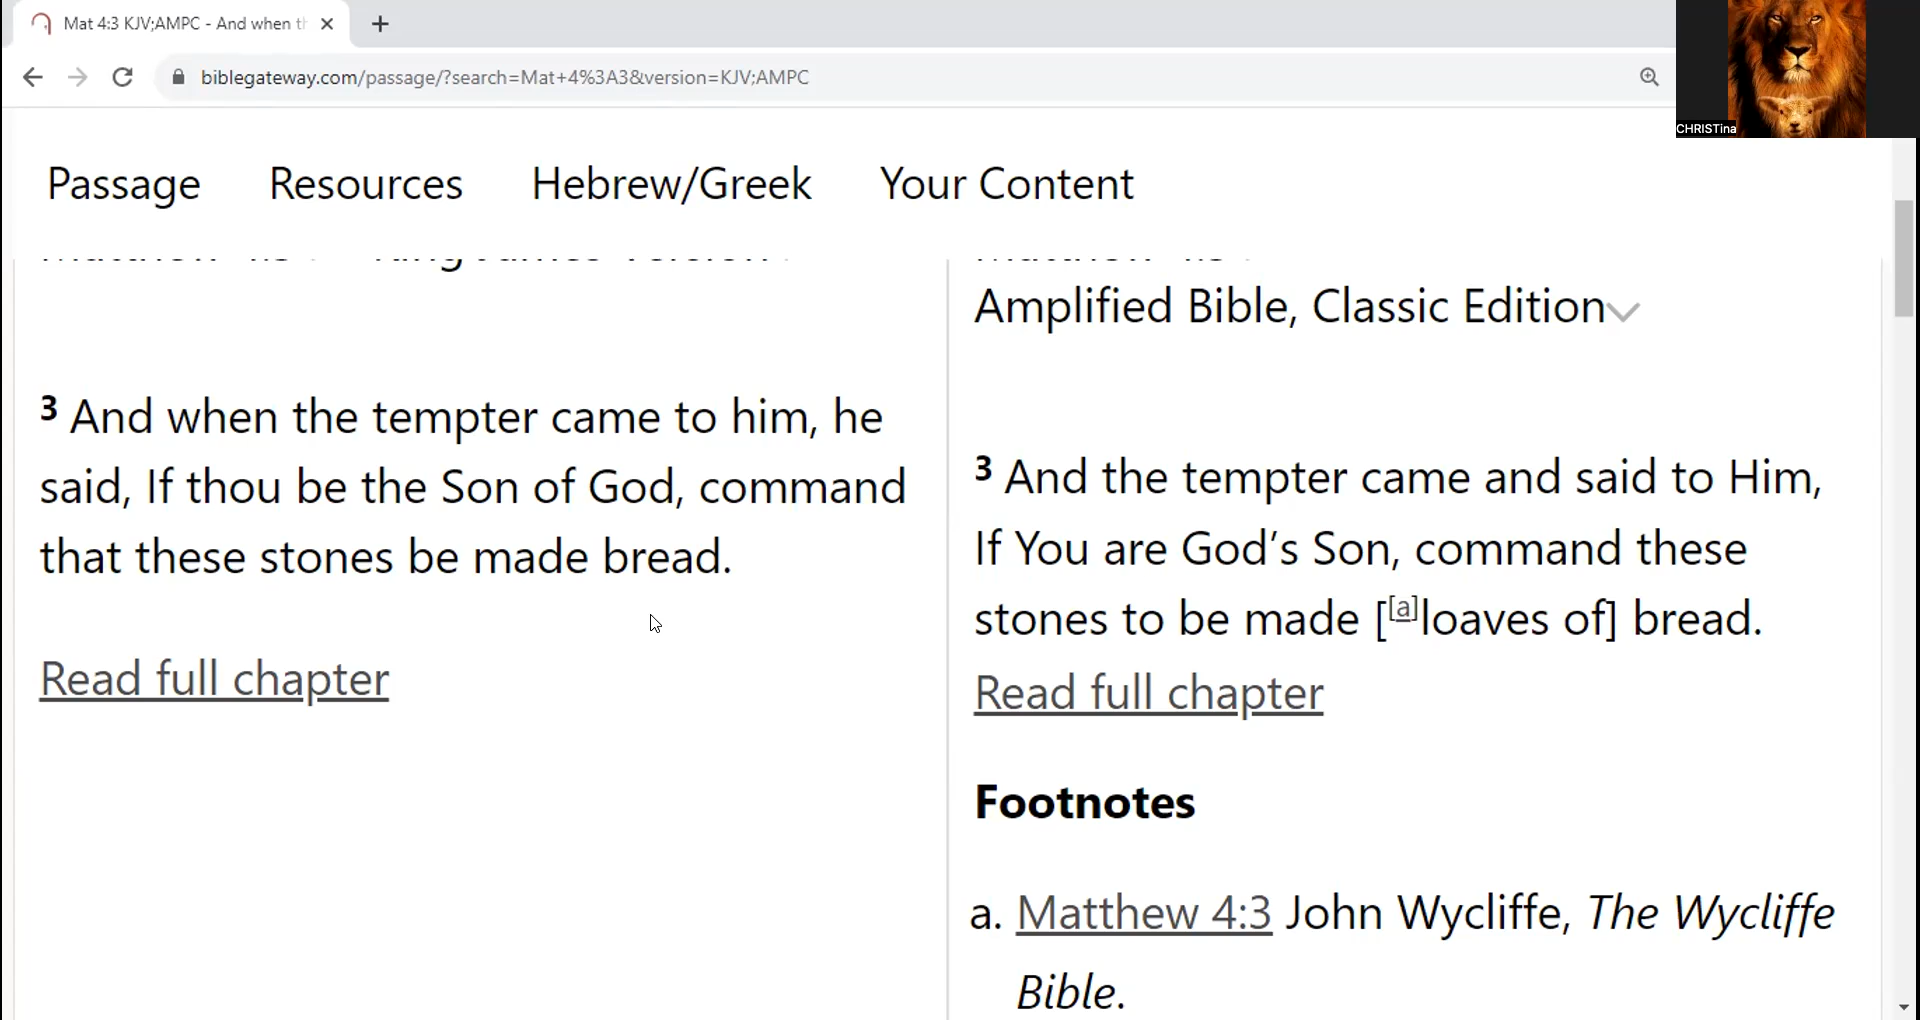 Mat 4:3 KJV;AMPC - And when th
biblegateway.com/passage/?search=Mat+4%3A3&version=KJV;AMPC
CHRISTina
Passage Resources Hebrew/Greek Your Content
King James Version
3 And when the tempter came to him, he
said, If thou be the Son of God, command
that these stones be made bread.
Read full chapter
Amplified Bible, Classic Edition
3 And the tempter came and said to Him,
If You are God’s Son, command these
stones to be made [[a]loaves of] bread.
Read full chapter
Footnotes
a. Matthew 4:3 John Wycliffe, The Wycliffe
Bible.